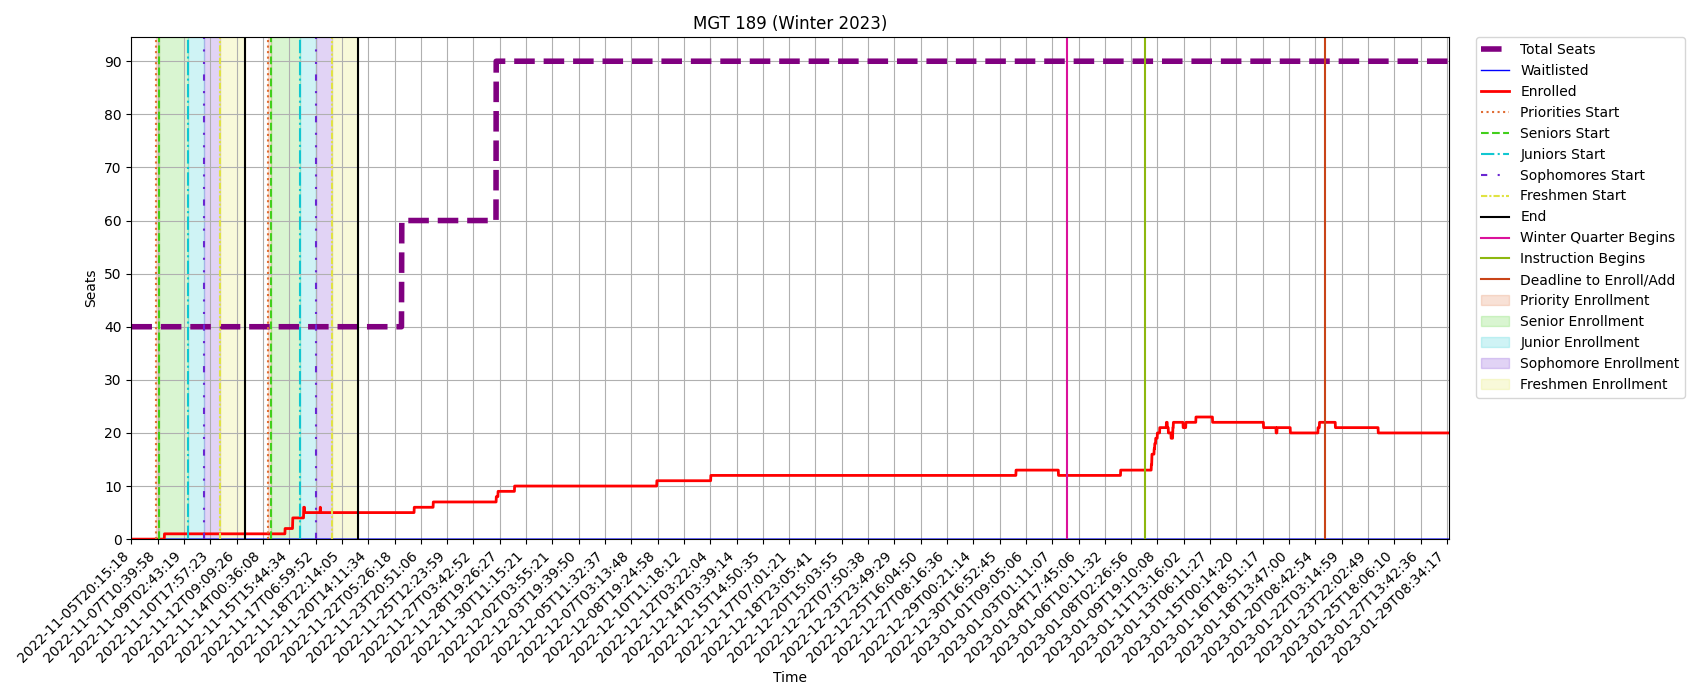 MGT 189 (Winter 2023)
Seats
90
80
70
60
50
40
30
20
10
0
2022-11-05T20:15:18
2022-11-07T10:39:58
2022-11-09T02:43:19
2022-11-10T17:57:23
2022-11-12T09:09:26
2022-11-14T00:36:08
2022-11-15T15:44:34
2022-11-17T06:59:52
2022-11-18T22:14:05
2022-11-20T14:11:34
2022-11-22T05:26:18
2022-11-23T20:51:06
2022-11-25T12:23:59
2022-11-27T03:42:52
2022-11-28T19:26:27
2022-11-30T11:15:21
2022-12-02T03:55:21
2022-12-03T19:39:50
2022-12-05T11:32:37
2022-12-07T03:13:48
2022-12-08T19:24:58
2022-12-10T11:18:12
2022-12-12T03:22:04
2022-12-14T03:39:14
2022-12-15T14:50:35
2022-12-17T07:01:21
2022-12-18T23:05:41
2022-12-20T15:03:55
2022-12-22T07:50:38
2022-12-23T23:49:29
2022-12-25T16:04:50
2022-12-27T08:16:36
2022-12-29T00:21:14
2022-12-30T16:52:45
2023-01-01T09:05:06
2023-01-03T01:11:07
2023-01-04T17:45:06
2023-01-06T10:11:32
2023-01-08T02:26:56
2023-01-09T19:10:08
2023-01-11T13:16:02
2023-01-13T06:11:27
2023-01-15T00:14:20
2023-01-16T18:51:17
2023-01-18T13:47:00
2023-01-20T08:42:54
2023-01-22T03:14:59
2023-01-23T22:02:49
2023-01-25T18:06:10
2023-01-27T13:42:36
2023-01-29T08:34:17
Time
Total Seats
Waitlisted
Enrolled
Priorities Start
Seniors Start
Juniors Start
Sophomores Start
Freshmen Start
End
Winter Quarter Begins
Instruction Begins
Deadline to Enroll/Add
Priority Enrollment
Senior Enrollment
Junior Enrollment
Sophomore Enrollment
Freshmen Enrollment